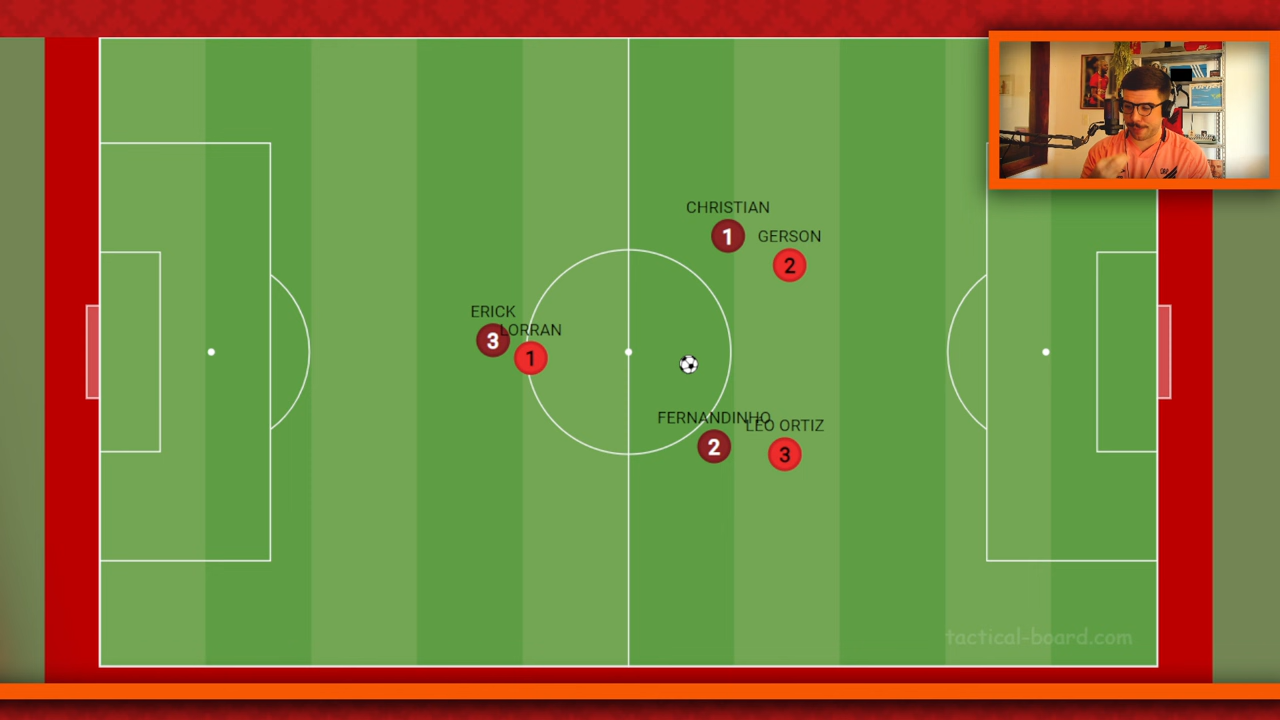 CHRISTIAN
1
GERSON
2
ERICK
3
LORRAN
1
FERNANDINHO
2
LEO ORTIZ
3
tactical-board.com